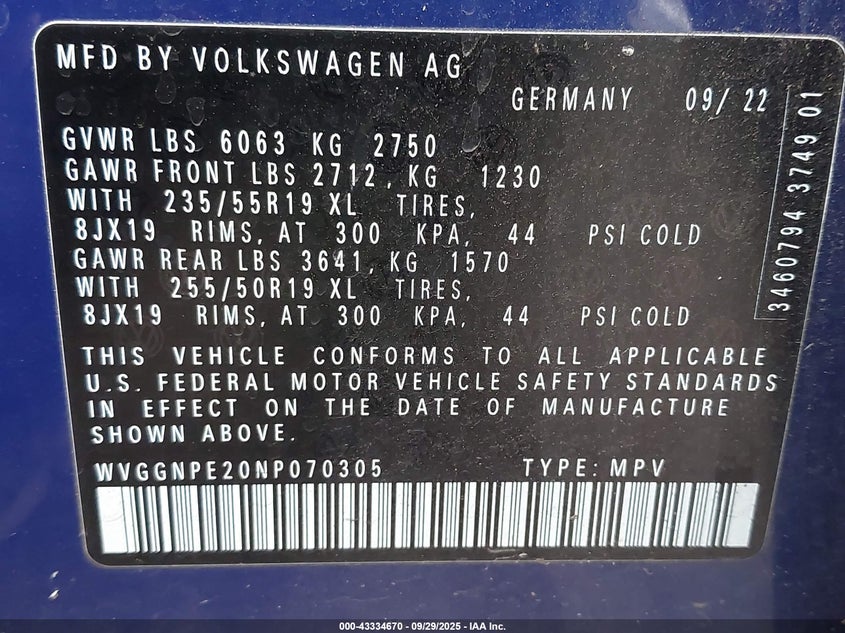 MFD BY VOLKSWAGEN AG
GERMANY 09/ 22
GVWR LBS 6063 KG 2750
GAWR FRONT LBS 2712, KG 1230
WITH 235/55R19 XL TIRES,
8JX19 RIMS, AT 300 KPA, 44 PSI COLD
GAWR REAR LBS 3641, KG 1570
WITH 255/50R19 XL TIRES,
8JX19 RIMS, AT 300 KPA, 44 PSI COLD
THIS VEHICLE CONFORMS TO ALL APPLICABLE
U.S. FEDERAL MOTOR VEHICLE SAFETY STANDARDS
IN EFFECT ON THE DATE OF MANUFACTURE
SHOWN ABOVE.
WVGGNPE20NP070305 TYPE: MPV
3460794 3749 01
000-43334670 - 09/29/2025 - IAA Inc.